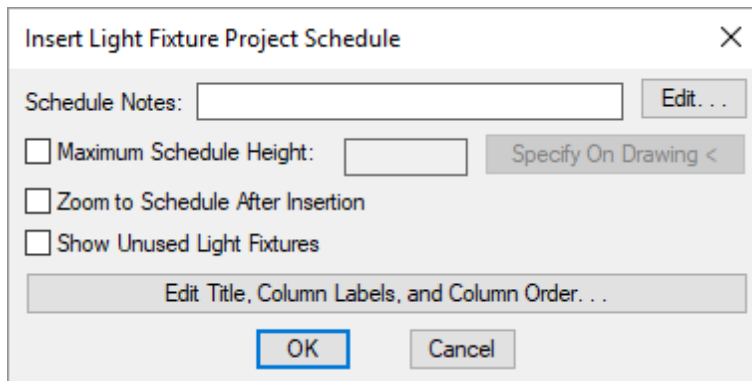 Insert Light Fixture Project Schedule
Schedule Notes: Edit. . .
Maximum Schedule Height: Specify On Drawing <
Zoom to Schedule After Insertion
Show Unused Light Fixtures
Edit Title, Column Labels, and Column Order. . .
OK Cancel